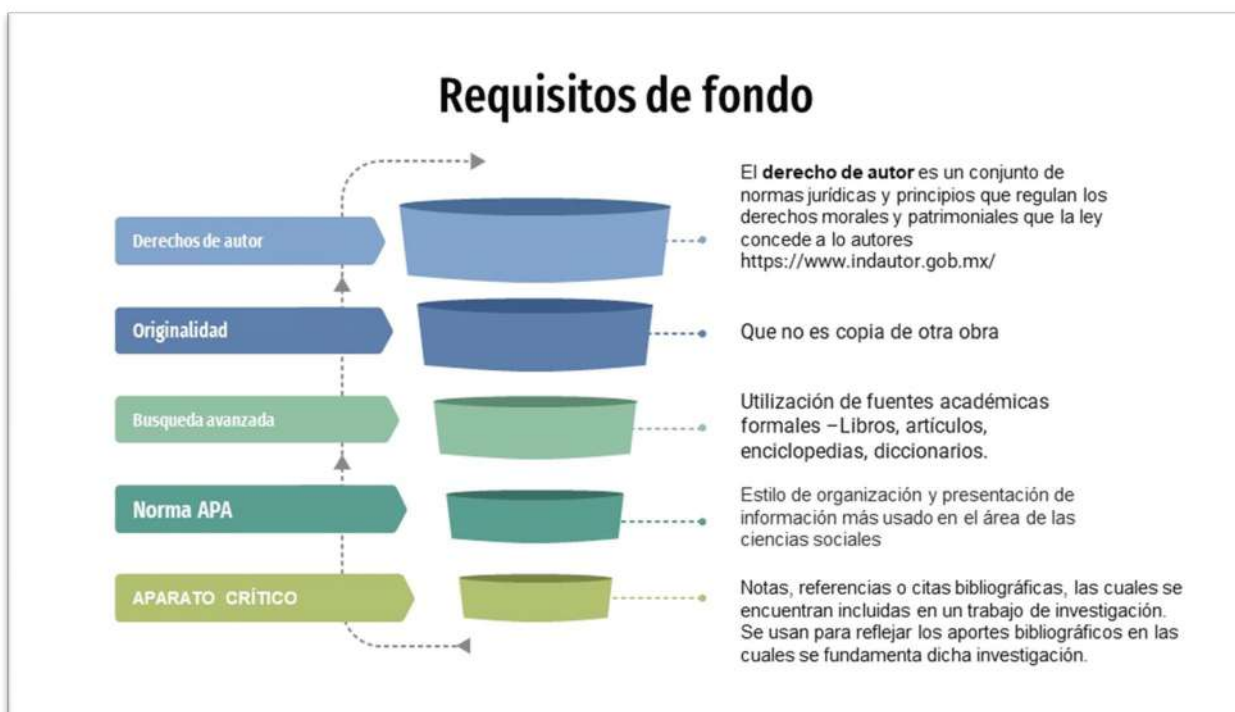 Requisitos de fondo
Derechos de autor
El derecho de autor es un conjunto de
normas jurídicas y principios que regulan los
derechos morales y patrimoniales que la ley
concede a lo autores
https://www.indautor.gob.mx/
Originalidad
Que no es copia de otra obra
Busqueda avanzada
Utilización de fuentes académicas
formales –Libros, artículos,
enciclopedias, diccionarios.
Norma APA
Estilo de organización y presentación de
información más usado en el área de las
ciencias sociales
APARATO CRÍTICO
Notas, referencias o citas bibliográficas, las cuales se
encuentran incluidas en un trabajo de investigación.
Se usan para reflejar los aportes bibliográficos en las
cuales se fundamenta dicha investigación.